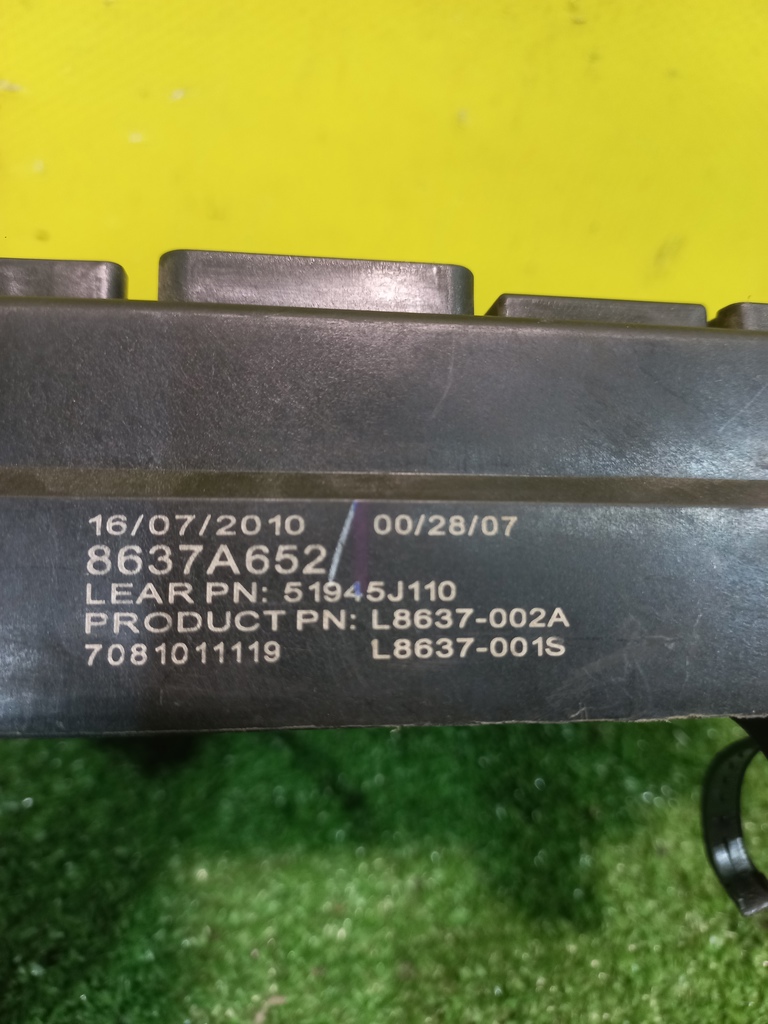 16/07/2010 00/28/07
8637A652
LEAR PN: 51945J110
PRODUCT PN: L8637-002A
7081011119 L8637-001S